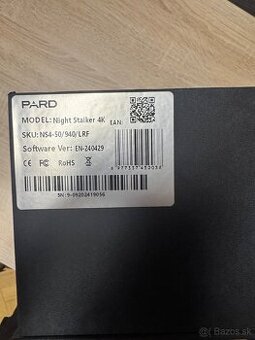 PARD
MODEL: Night Stalker 4K
EAN:
SKU: NS4-50/940/LRF
Software Ver: EN-240429
CE FC RoHS
SN:9-09202419056
Bazos.sk